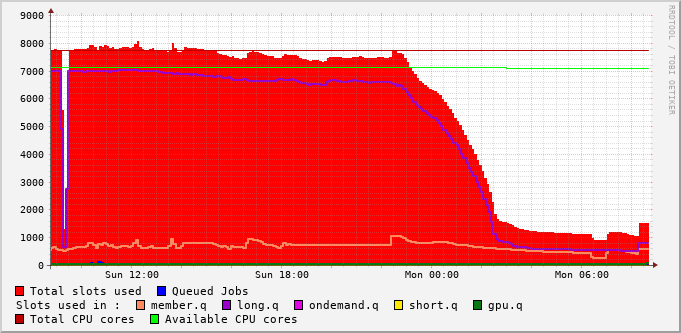 9000
8000
7000
6000
5000
4000
3000
2000
1000
0
Sun 12:00 Sun 18:00 Mon 00:00 Mon 06:00
RRDTOOL / TOBI OETIKER
Total slots used Queued Jobs
Slots used in : member.q long.q ondemand.q short.q gpu.q
Total CPU cores Available CPU cores